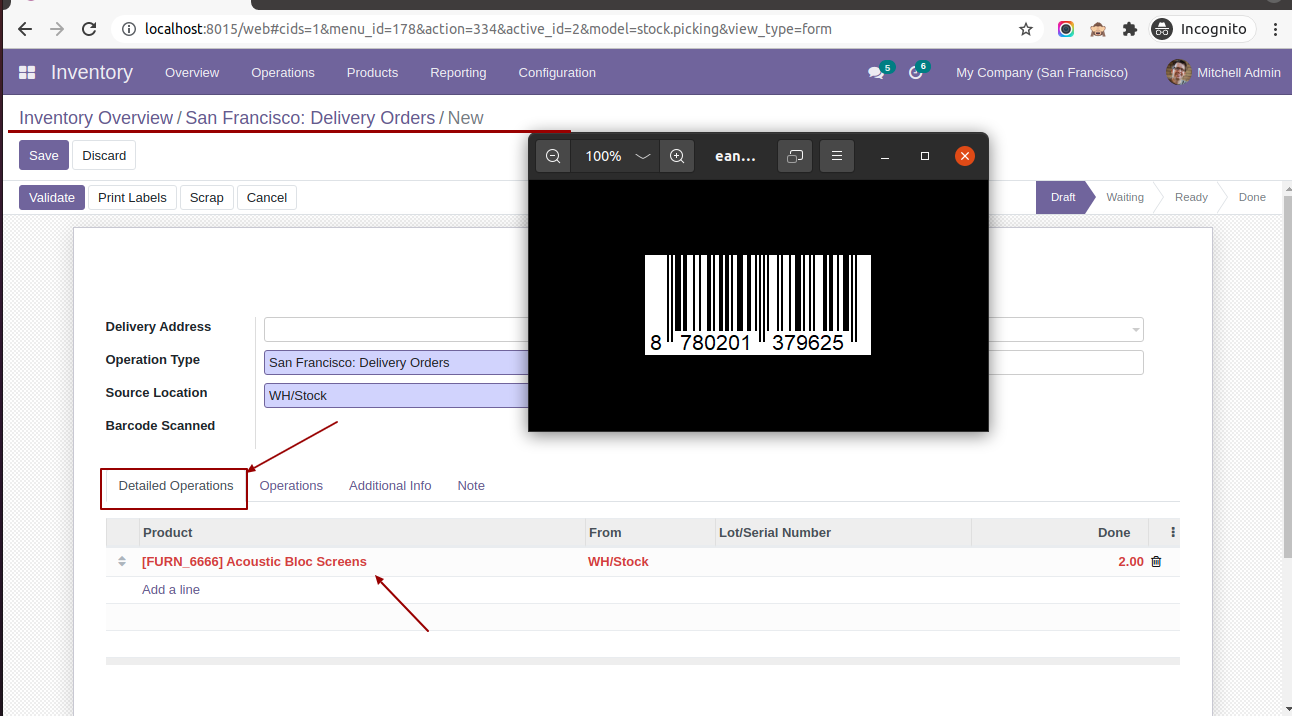 localhost:8015/web#cids=1&menu_id=178&action=334&active_id=2&model=stock.picking&view_type=form
Incognito
Inventory Overview Operations Products Reporting Configuration 5 6 My Company (San Francisco) Mitchell Admin
Inventory Overview / San Francisco: Delivery Orders / New
Save Discard
100% ean...
Validate Print Labels Scrap Cancel Draft Waiting Ready Done
8 780201 379625
Delivery Address
Operation Type San Francisco: Delivery Orders
Source Location WH/Stock
Barcode Scanned
Detailed Operations Operations Additional Info Note
Product From Lot/Serial Number Done
[FURN_6666] Acoustic Bloc Screens WH/Stock 2.00
Add a line